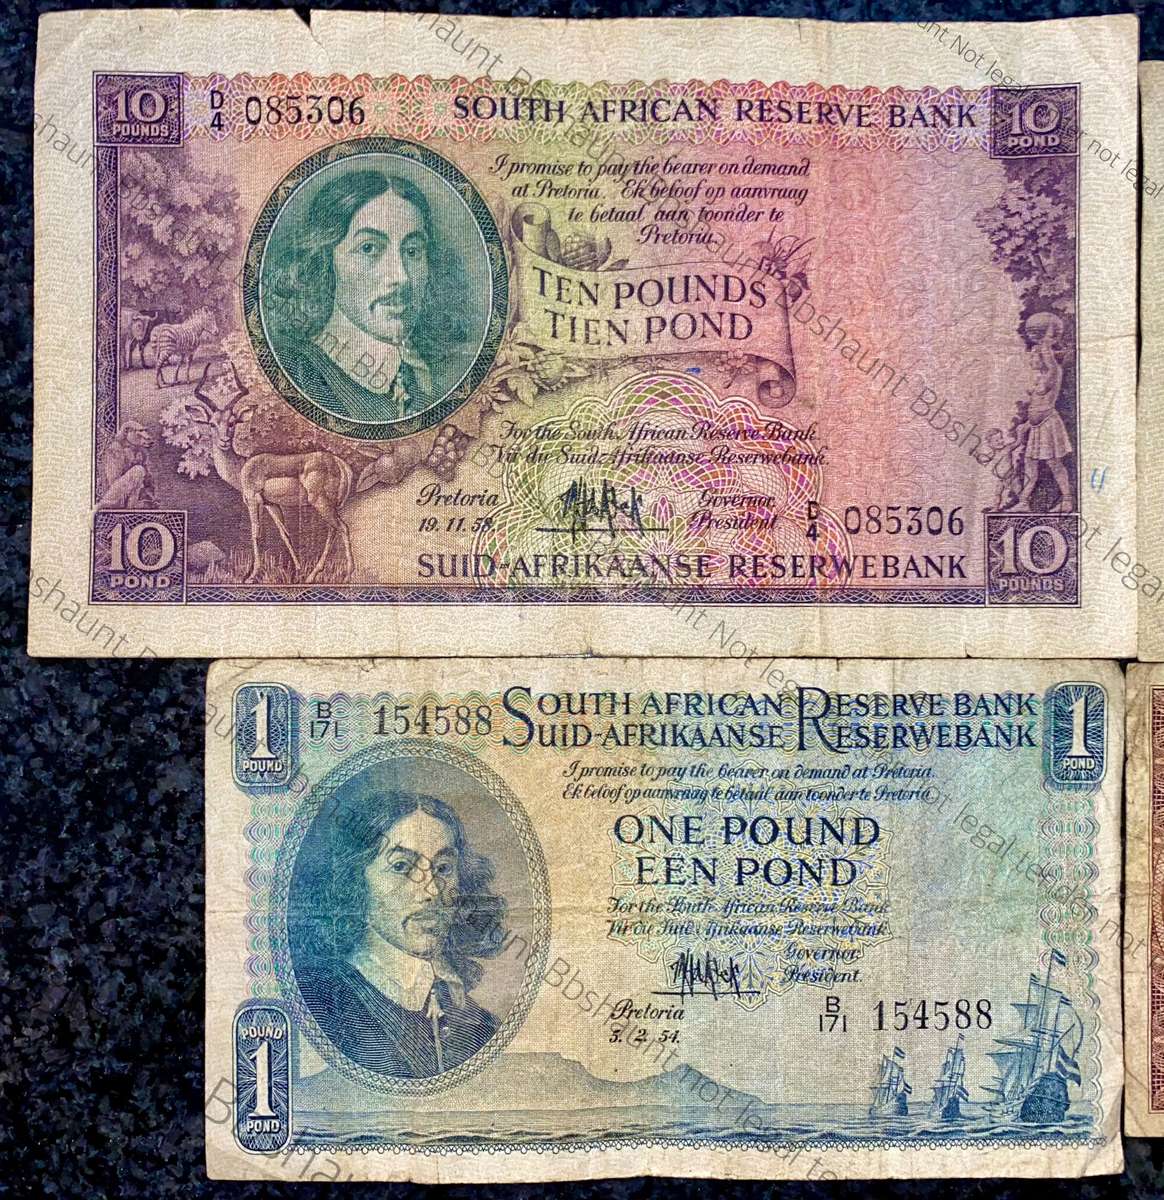 10
POUNDS
D/4 085306
SOUTH AFRICAN RESERVE BANK
10
POND
I promise to pay the bearer on demand
at Pretoria. Ek beloof op aanvraag
te betaal aan toonder te
Pretoria.
TEN POUNDS
TIEN POND
For the South African Reserve Bank.
Vir die Suid-Afrikaanse Reserwebank.
Pretoria
19.11.58.
Governor.
President
D/4 085306
10
POND
SUID-AFRIKAANSE RESERWEBANK
10
POUNDS
1
POUND
B/171 154588
SOUTH AFRICAN RESERVE BANK
SUID-AFRIKAANSE RESERWEBANK
1
POND
I promise to pay the bearer on demand at Pretoria.
Ek beloof op aanvraag te betaal aan toonder te Pretoria
ONE POUND
EEN POND
For the South African Reserve Bank
Vir die Suid-Afrikaanse Reserwebank.
Governor.
President.
Pretoria
B/171 154588
POUND
1
POND
Bbshaunt Not legal tender